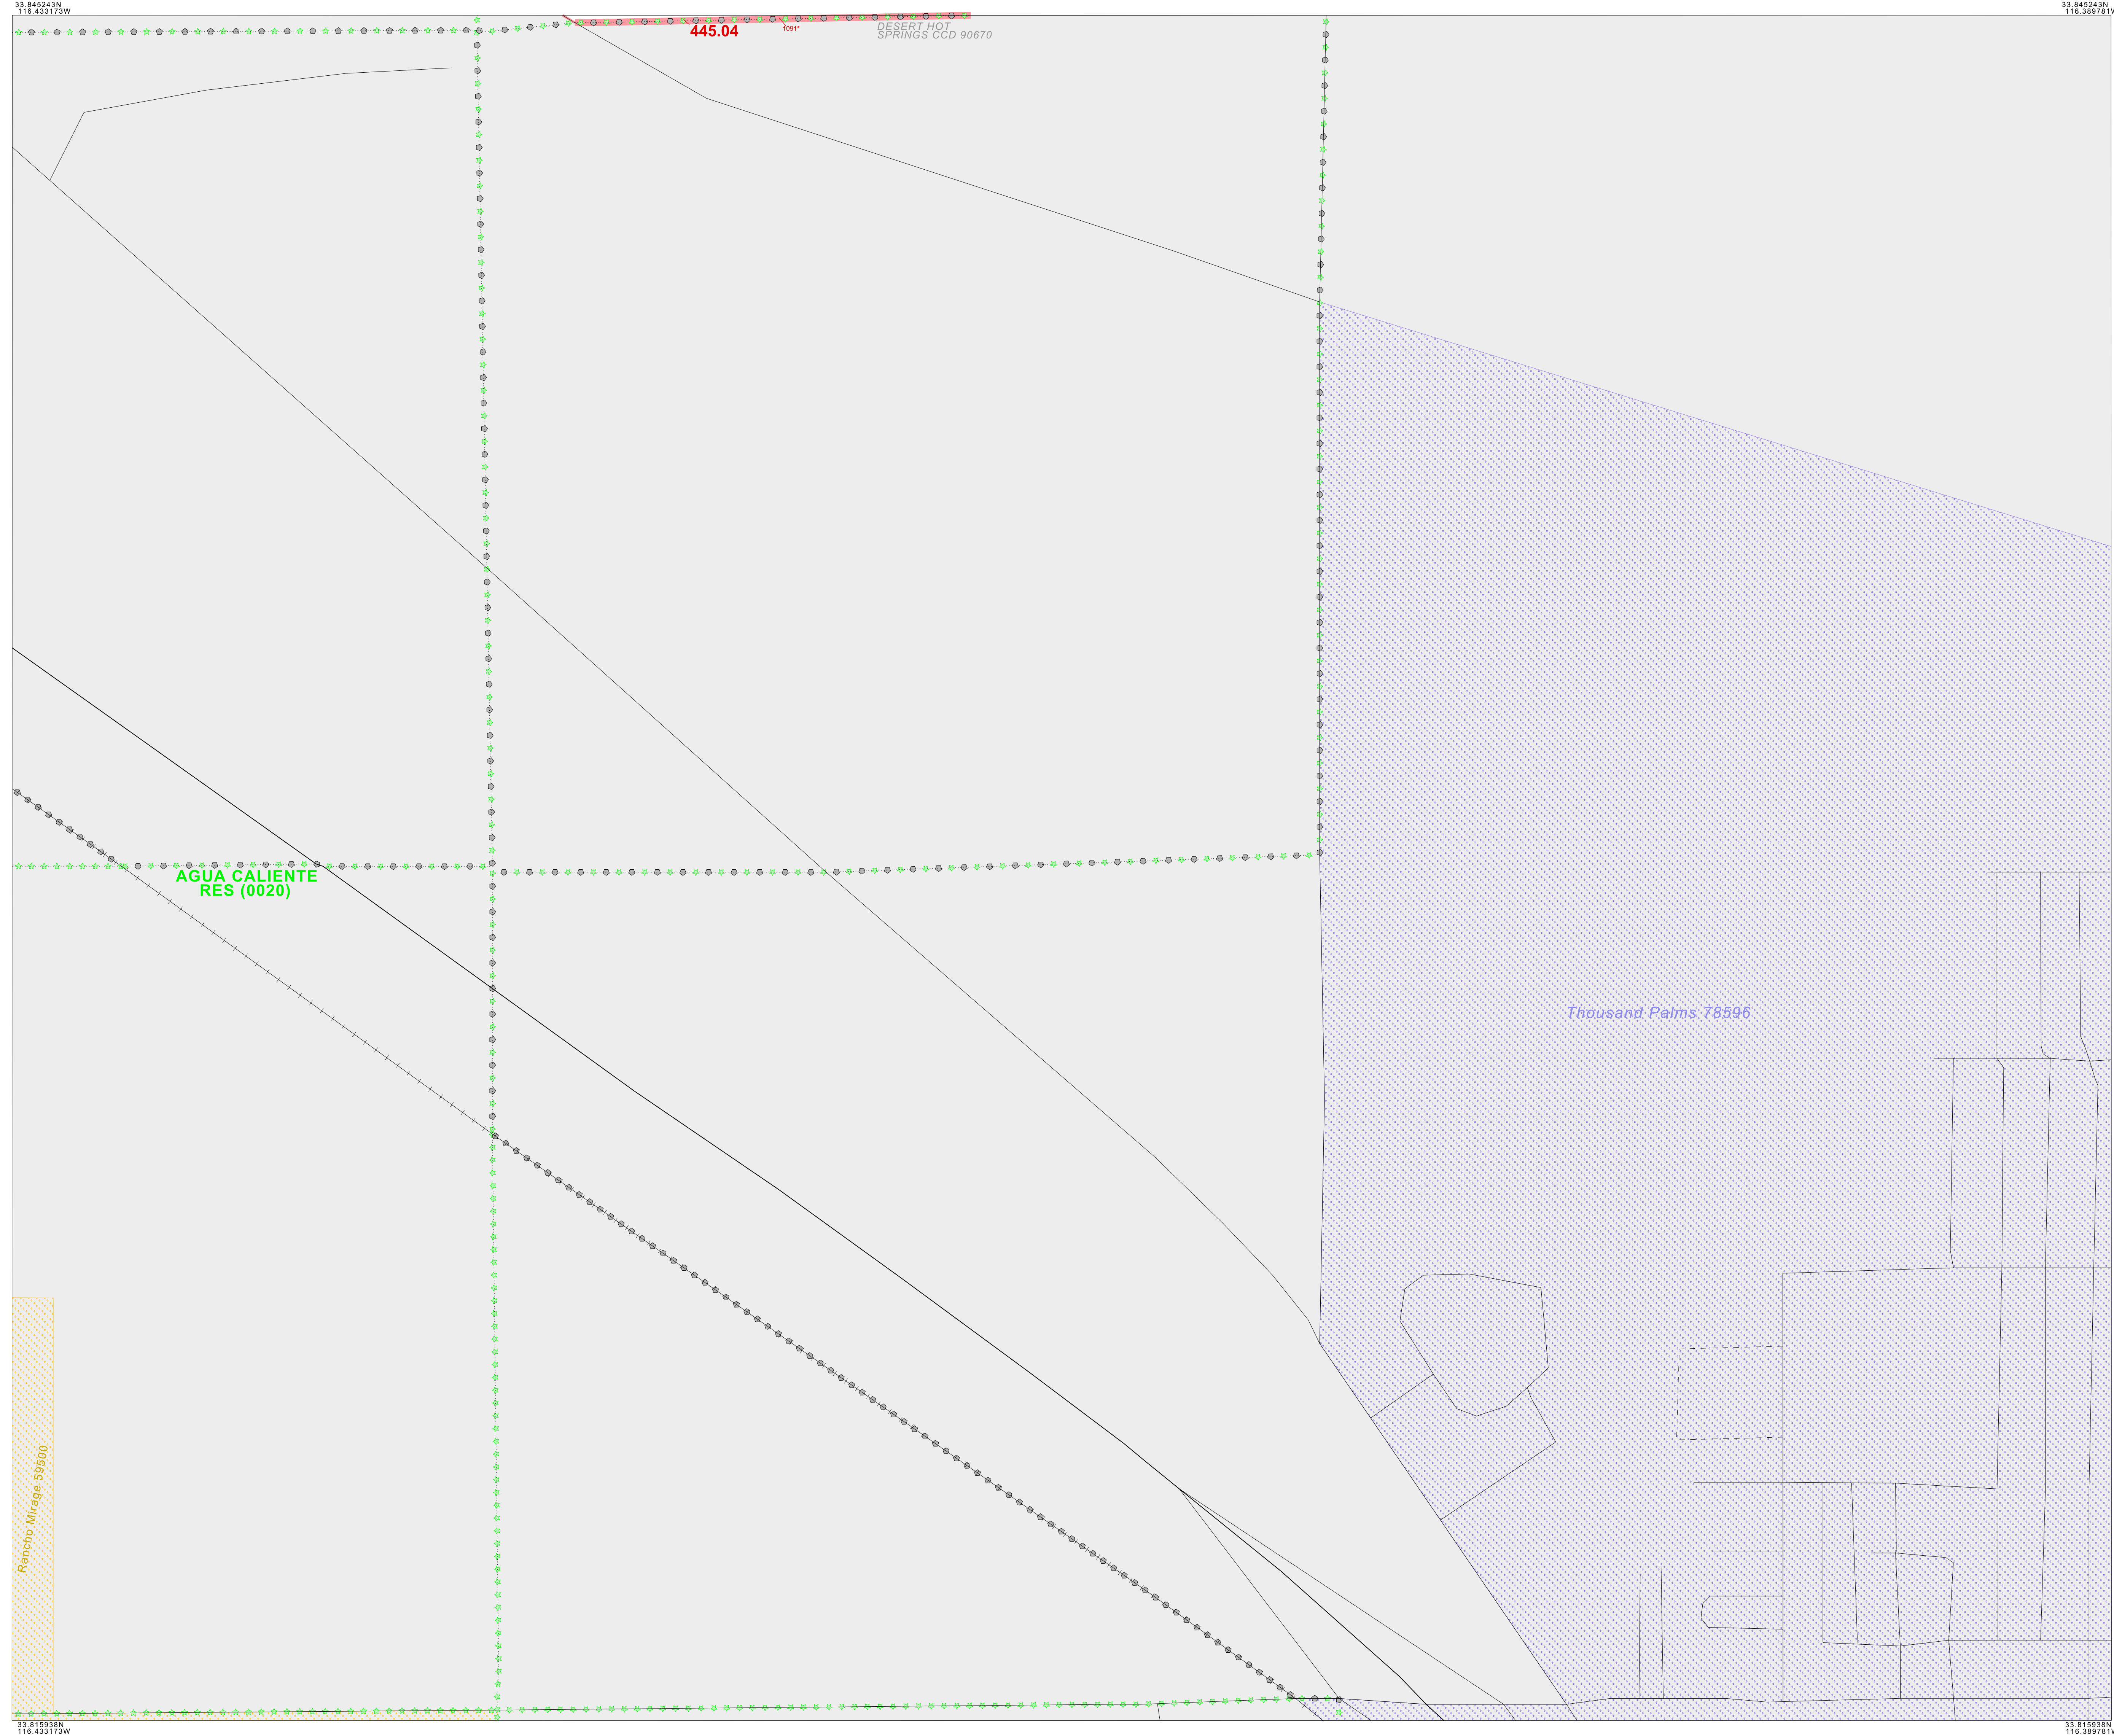 33.845243N
116.433173W
33.845243N
116.389781W
445.04
1091*
DESERT HOT
SPRINGS CCD 90670
AGUA CALIENTE
RES (0020)
Thousand Palms 78596
Rancho Mirage 59500
33.815938N
116.433173W
33.815938N
116.389781W